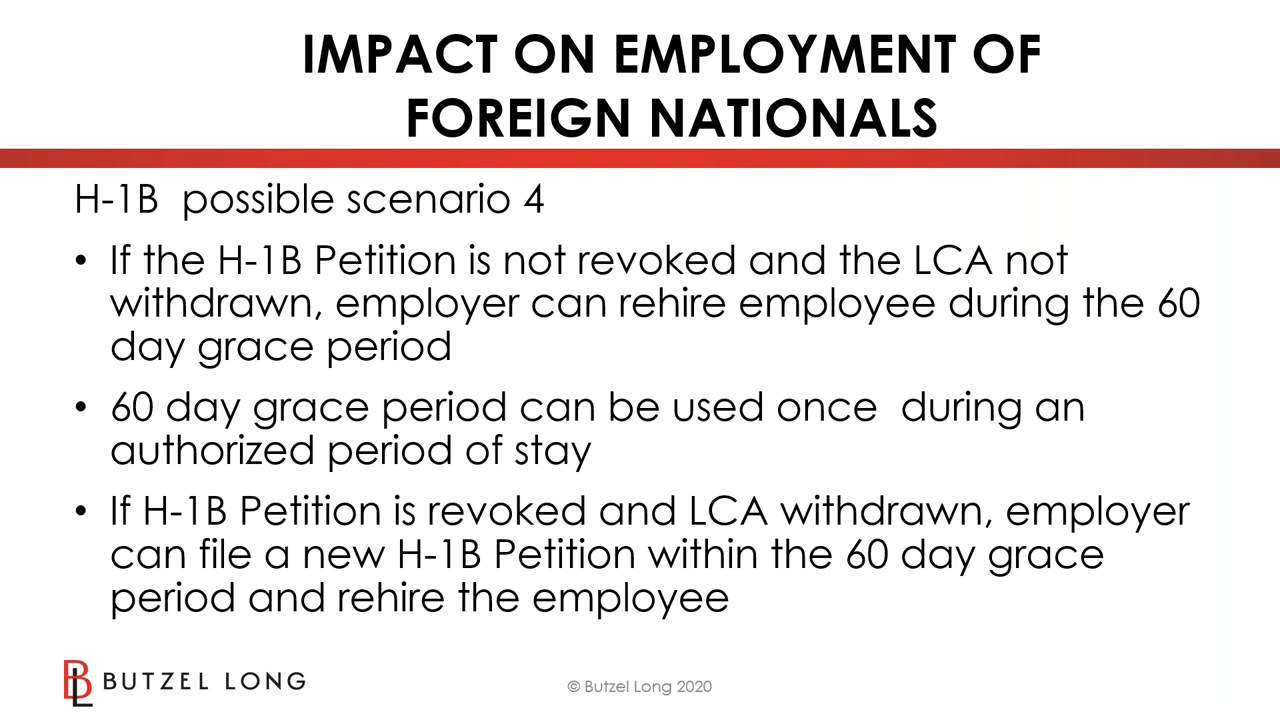 IMPACT ON EMPLOYMENT OF
FOREIGN NATIONALS
H-1B  possible scenario 4
• If the H-1B Petition is not revoked and the LCA not
withdrawn, employer can rehire employee during the 60
day grace period
• 60 day grace period can be used once  during an
authorized period of stay
• If H-1B Petition is revoked and LCA withdrawn, employer
can file a new H-1B Petition within the 60 day grace
period and rehire the employee
BL BUTZEL LONG
© Butzel Long 2020